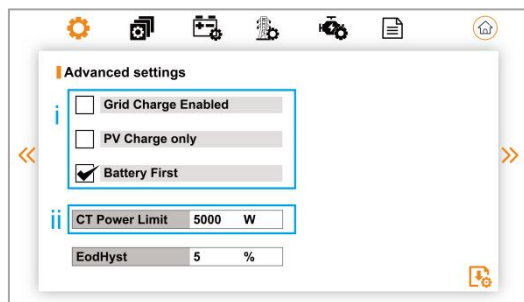 Advanced settings
i
Grid Charge Enabled
PV Charge only
Battery First
ii
CT Power Limit 5000 W
EodHyst 5 %